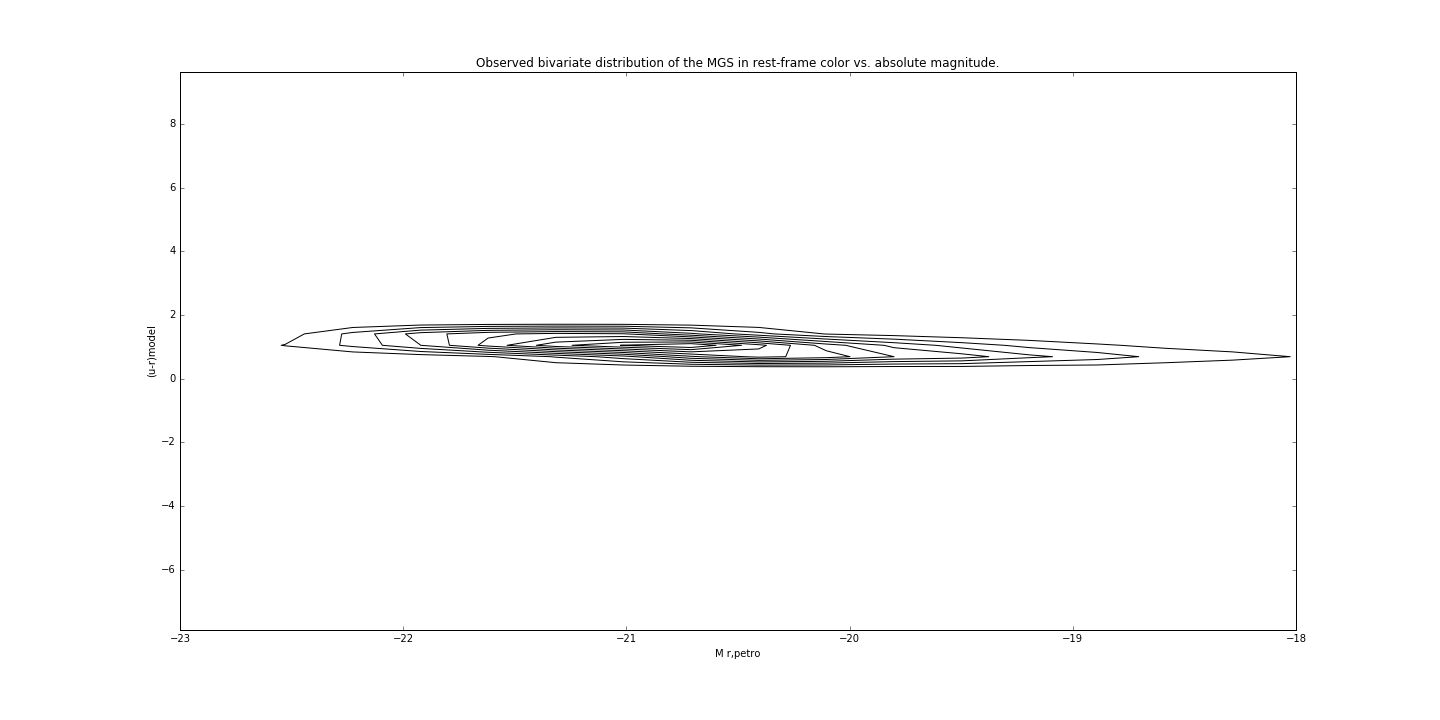 Observed bivariate distribution of the MGS in rest-frame color vs. absolute magnitude.
8
6
4
2
0
−2
−4
−6
(u-r)model
−23 −22 −21 −20 −19 −18
M r,petro